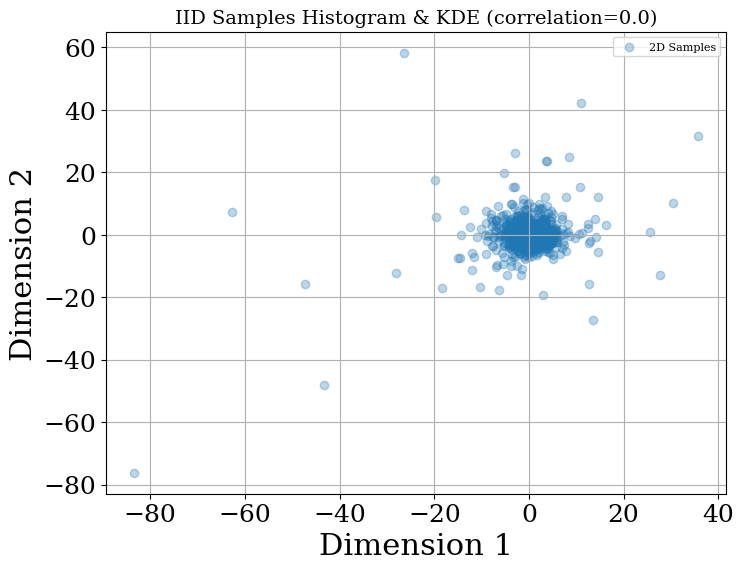 IID Samples Histogram & KDE (correlation=0.0)
2D Samples
60
40
20
0
−20
−40
−60
−80
Dimension 2
−80 −60 −40 −20 0 20 40
Dimension 1